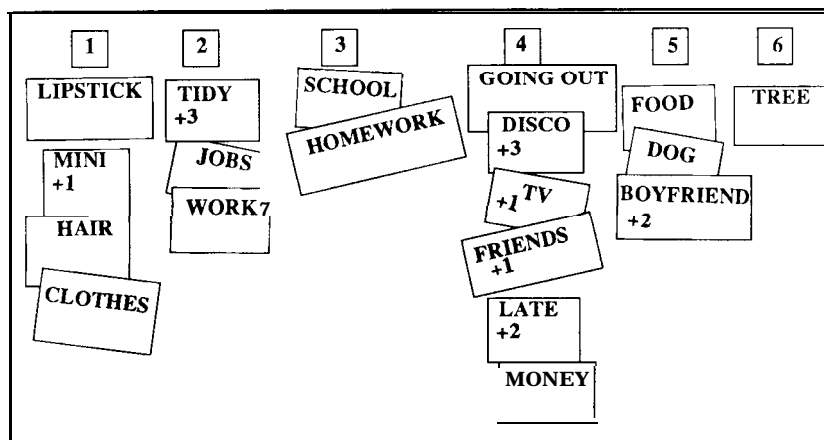 1
LIPSTICK
MINI
+1
HAIR
CLOTHES
2
TIDY
+3
JOBS
WORK7
3
SCHOOL
HOMEWORK
4
GOING OUT
DISCO
+3
TV
+1
FRIENDS
+1
LATE
+2
MONEY
5
FOOD
DOG
BOYFRIEND
+2
6
TREE